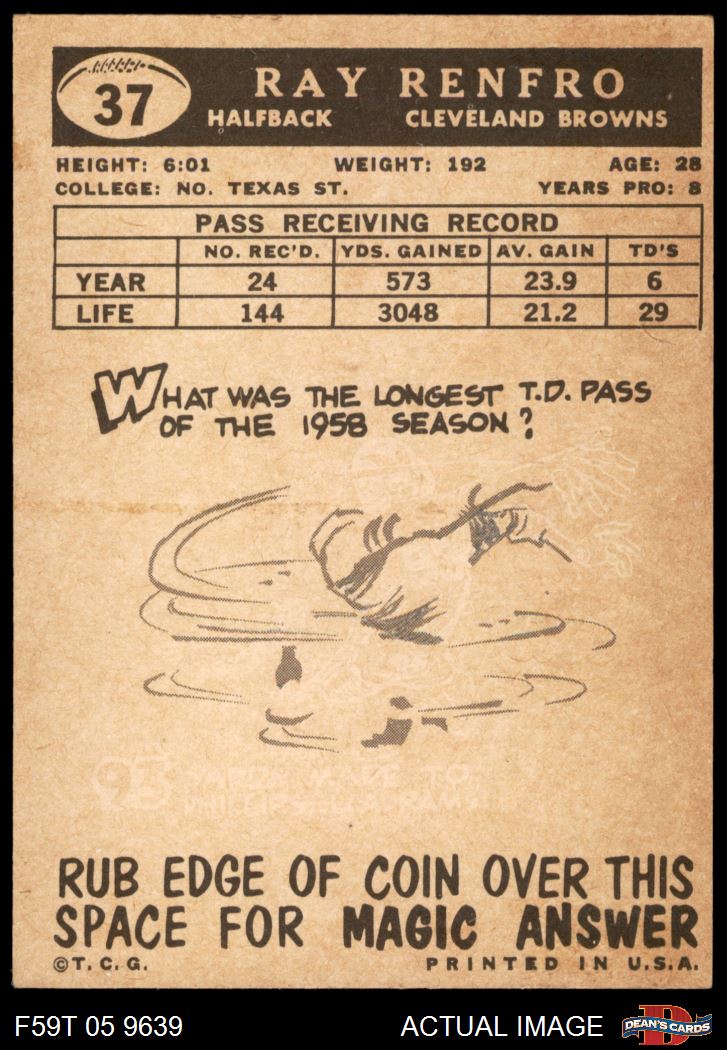 37
RAY RENFRO
HALFBACK CLEVELAND BROWNS
HEIGHT: 6:01 WEIGHT: 192 AGE: 28
COLLEGE: NO. TEXAS ST. YEARS PRO: 8
PASS RECEIVING RECORD
NO. REC'D. YDS. GAINED AV. GAIN TD'S
YEAR 24 573 23.9 6
LIFE 144 3048 21.2 29
WHAT WAS THE LONGEST T.D. PASS
OF THE 1958 SEASON?
93 YARDS
PHILLIPS
RUB EDGE OF COIN OVER THIS
SPACE FOR MAGIC ANSWER
©T.C.G. PRINTED IN U.S.A.
F59T 05 9639 ACTUAL IMAGE
D
DEAN'S CARDS